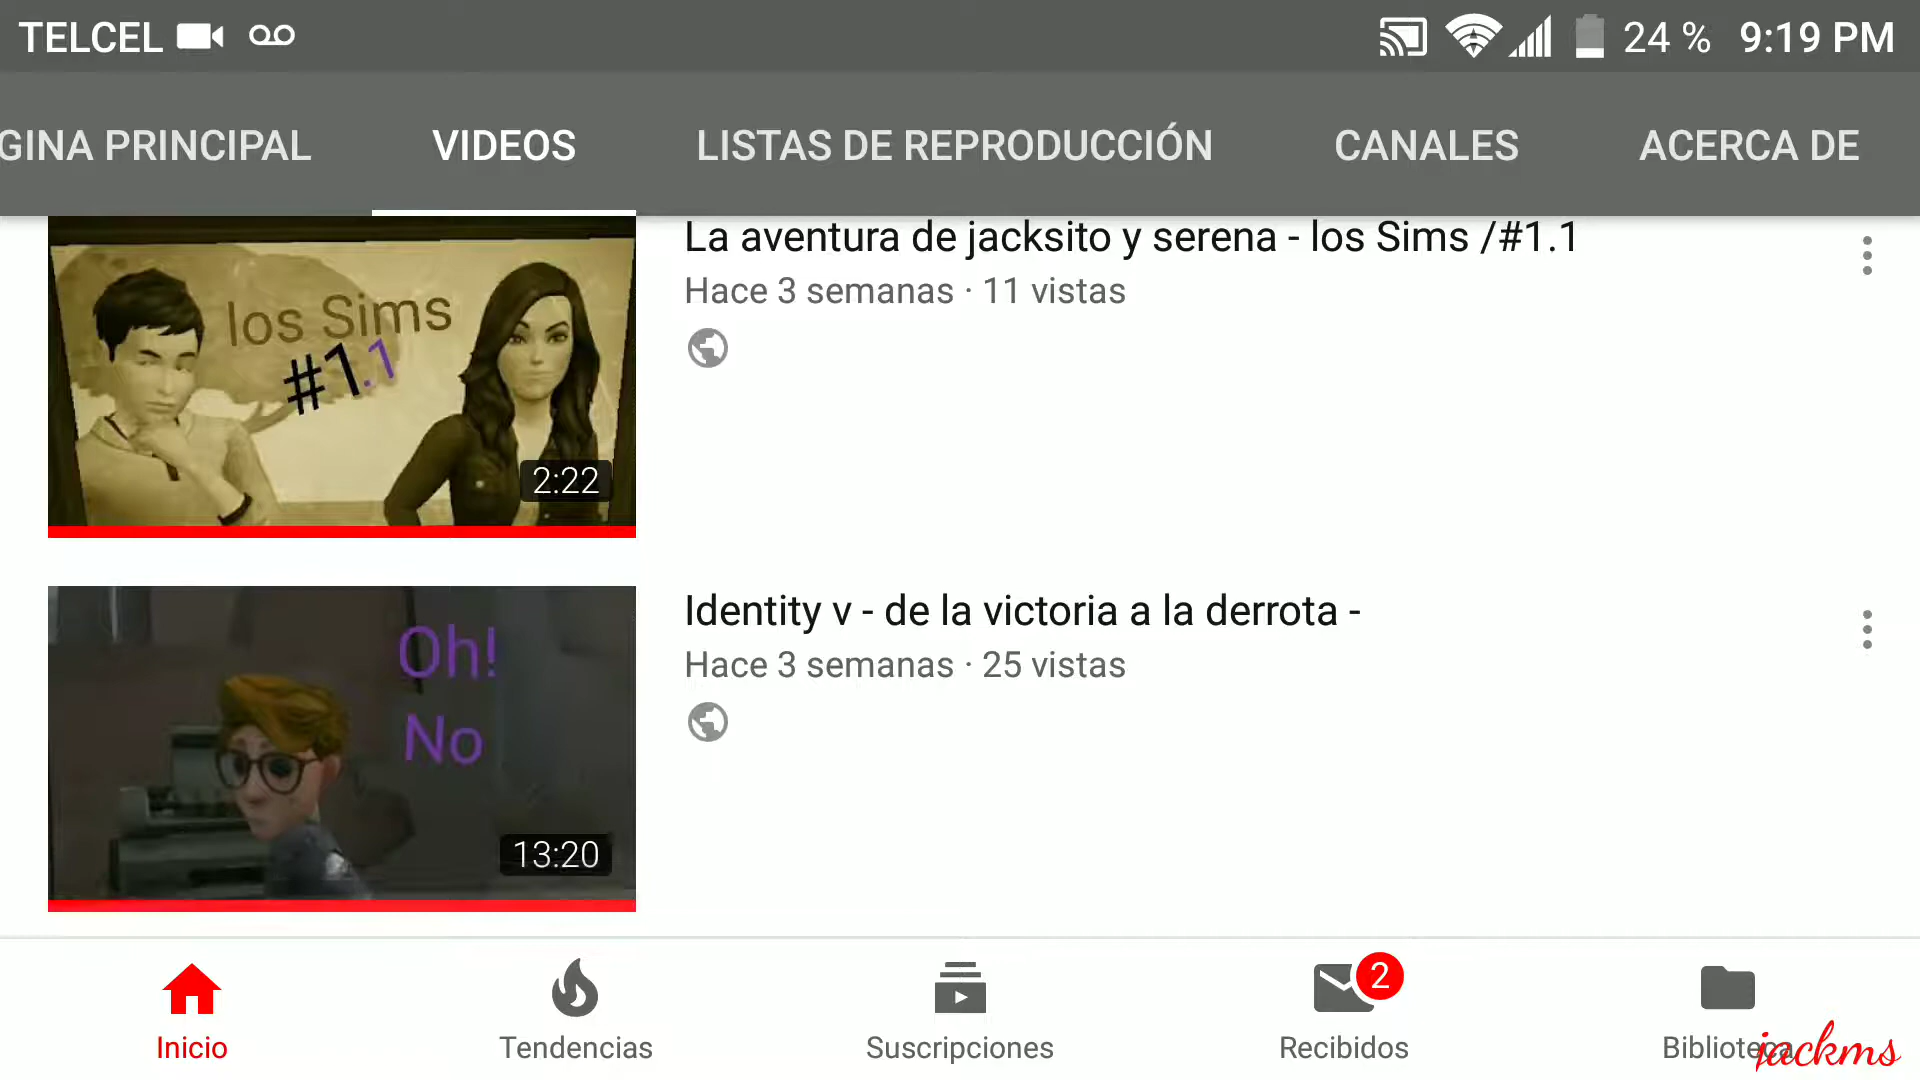 TELCEL 24 % 9:19 PM
GINA PRINCIPAL VIDEOS LISTAS DE REPRODUCCIÓN CANALES ACERCA DE
La aventura de jacksito y serena - los Sims /#1.1
Hace 3 semanas · 11 vistas
los Sims
#1.1
2:22
Identity v - de la victoria a la derrota -
Hace 3 semanas · 25 vistas
Oh!
No
13:20
2
Inicio Tendencias Suscripciones Recibidos Biblioteca
jackms